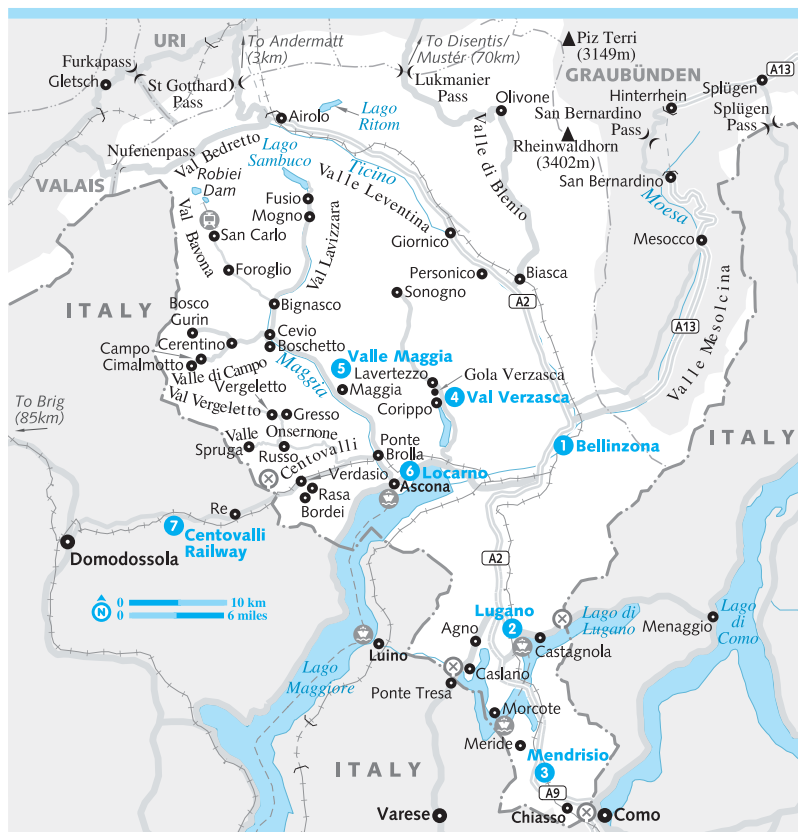 URI
To Andermatt
(3km)
To Disentis/
Mustér (70km)
Piz Terri
(3149m)
Furkapass
Gletsch
St Gotthard
Pass
Lukmanier
Pass
GRAUBÜNDEN
A13
Hinterrhein
Splügen
Olivone
San Bernardino
Pass
Splügen
Pass
Airolo
Lago
Ritom
Nufenenpass
Val Bedretto
Lago
Sambuco
Ticino
Valle di Blenio
Rheinwaldhorn
(3402m)
VALAIS
Robiei
Dam
Valle Leventina
San Bernardino
Moesa
Fusio
Mogno
Val Lavizzara
Val Bavona
San Carlo
Giornico
Mesocco
Foroglio
Personico
Biasca
Sonogno
A2
ITALY
Bignasco
Bosco
Gurin
Cevio
Cerentino
Boschetto
A13
Valle Mesolcina
Campo
Cimalmotto
Valle di Campo
Maggia
5
Valle Maggia
Lavertezzo
Gola Verzasca
Vergeletto
Maggia
4 Val Verzasca
Val Vergeletto
Gresso
Corippo
To Brig
(85km)
Valle Onsernone
Spruga
Russo
Ponte
Brolla
1 Bellinzona
ITALY
Centovalli
6 Locarno
Verdasio
Ascona
Rasa
Bordei
Re
7 Centovalli
Railway
Domodossola
A2
N
0 10 km
0 6 miles
Lugano
2
Lago di
Lugano
Menaggio
Lago
di
Como
Agno
Castagnola
Luino
Lago
Maggiore
Caslano
Ponte Tresa
Morcote
Meride
ITALY
Mendrisio
3
A9
Varese
Chiasso
Como